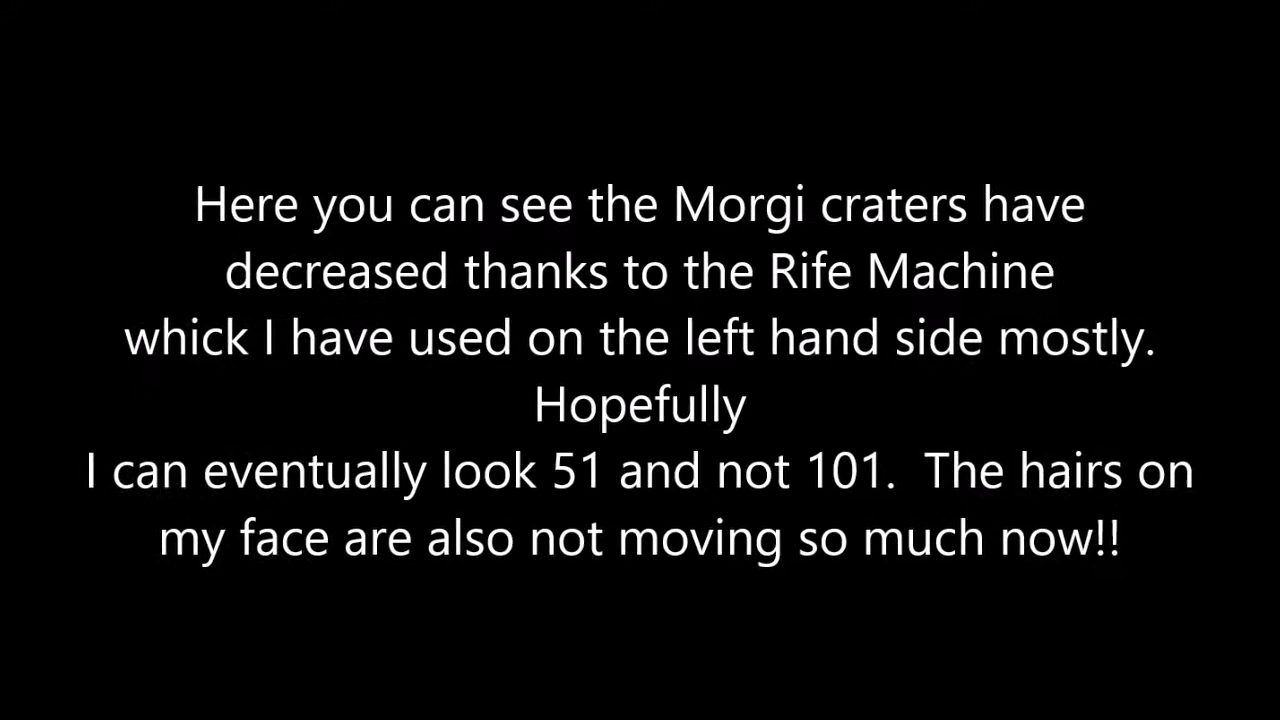 Here you can see the Morgi craters have
decreased thanks to the Rife Machine
whick I have used on the left hand side mostly.
Hopefully
I can eventually look 51 and not 101.  The hairs on
my face are also not moving so much now!!